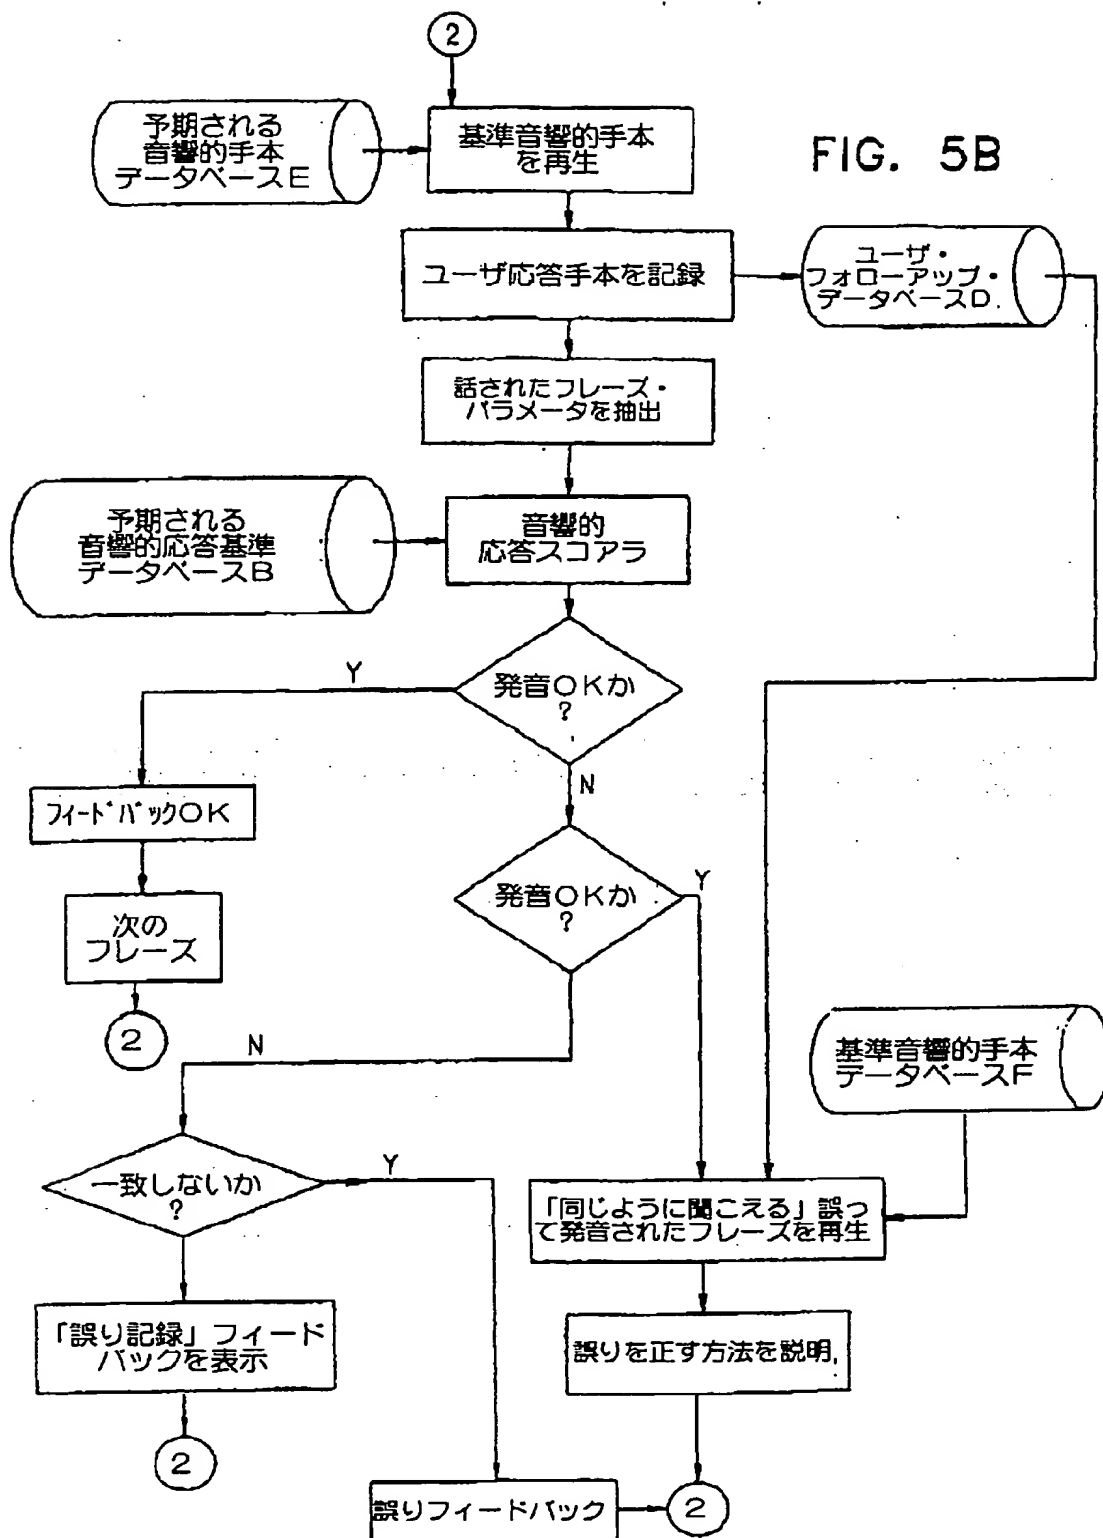 2
予期される
音響的手本
データベースE
基準音響的手本
を再生
FIG. 5B
ユーザ応答手本を記録
ユーザ・
フォローアップ・
データベースD.
話されたフレーズ・
パラメータを抽出
予期される
音響的応答基準
データベースB
音響的
応答スコアラ
Y
発音OKか
?
N
フィードバックOK
発音OKか
?
Y
次の
フレーズ
2
N
基準音響的手本
データベースF
一致しないか
?
Y
「同じように聞こえる」誤っ
て発音されたフレーズを再生
「誤り記録」フィード
バックを表示
誤りを正す方法を説明.
2
誤りフィードバック
2